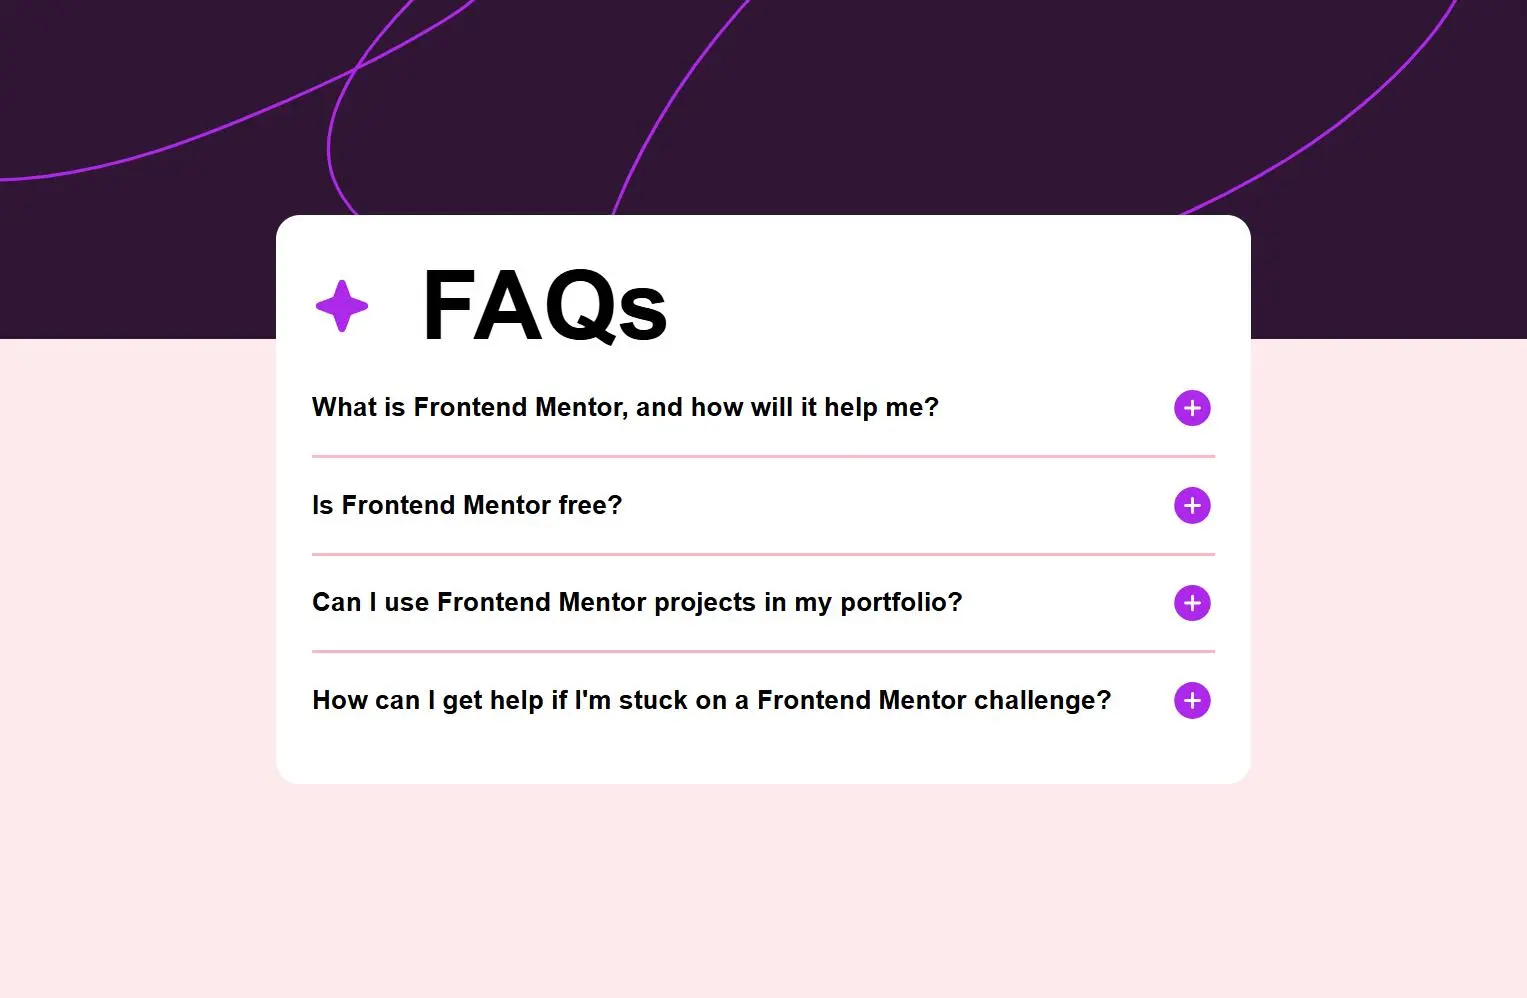 FAQs
What is Frontend Mentor, and how will it help me?
Is Frontend Mentor free?
Can I use Frontend Mentor projects in my portfolio?
How can I get help if I'm stuck on a Frontend Mentor challenge?